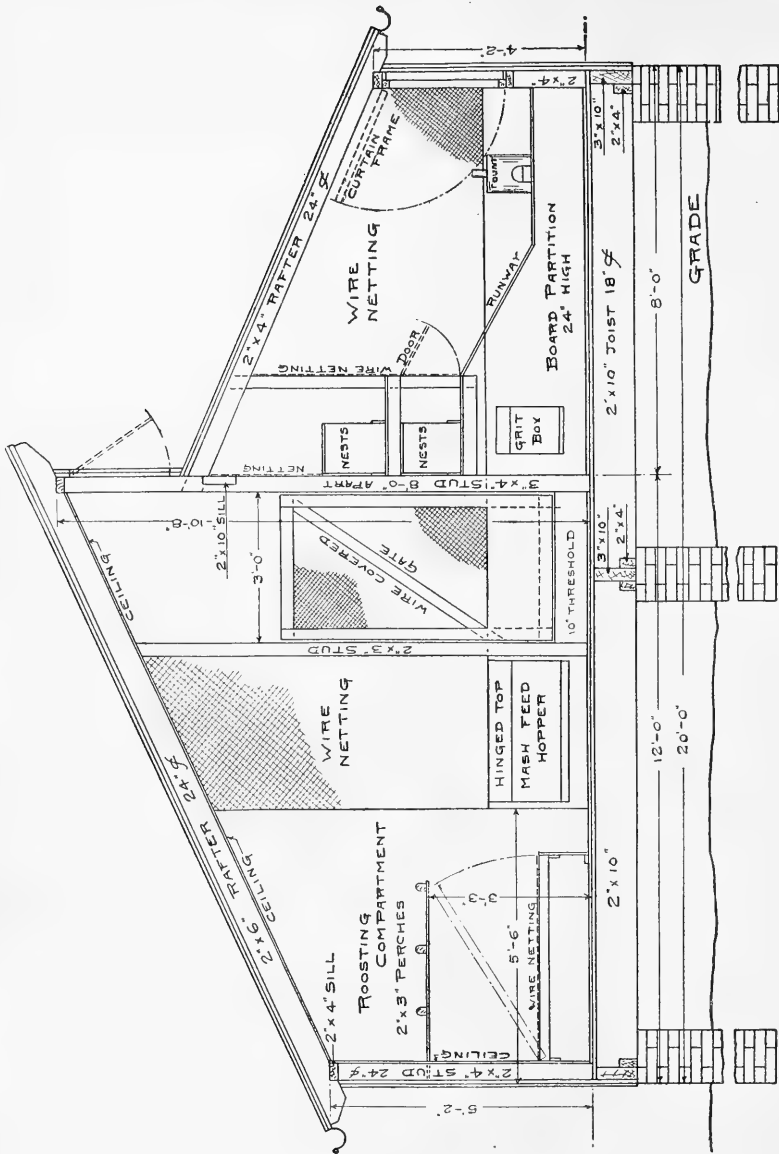 2"x6" RAFTER 24"₵
CEILING
CEILING
2"x4" SILL
ROOSTING
COMPARTMENT
2"x3" PERCHES
WIRE
NETTING
2"x3" STUD
3'-0"
10'-8"
2"x10" SILL
NETTING
3"x4" STUD 8'-0" APART
WIRE COVERED
GATE
10" THRESHOLD
2"x4" RAFTER 24"₵
CURTAIN
FRAME
WIRE
NETTING
WIRE NETTING
DOOR
NESTS
NESTS
RUNWAY
FOUNT
GRIT
BOX
BOARD PARTITION
24" HIGH
4'-2"
2"x4"
HINGED TOP
MASH FEED
HOPPER
3'-3"
5'-6"
WIRE NETTING
CEILING
2"x4" STUD 24"₵
5'-2"
2"x10"
3"x10"
2"x4"
2"x10" JOIST 18"₵
3"x10"
2"x4"
12'-0"
8'-0"
20'-0"
GRADE